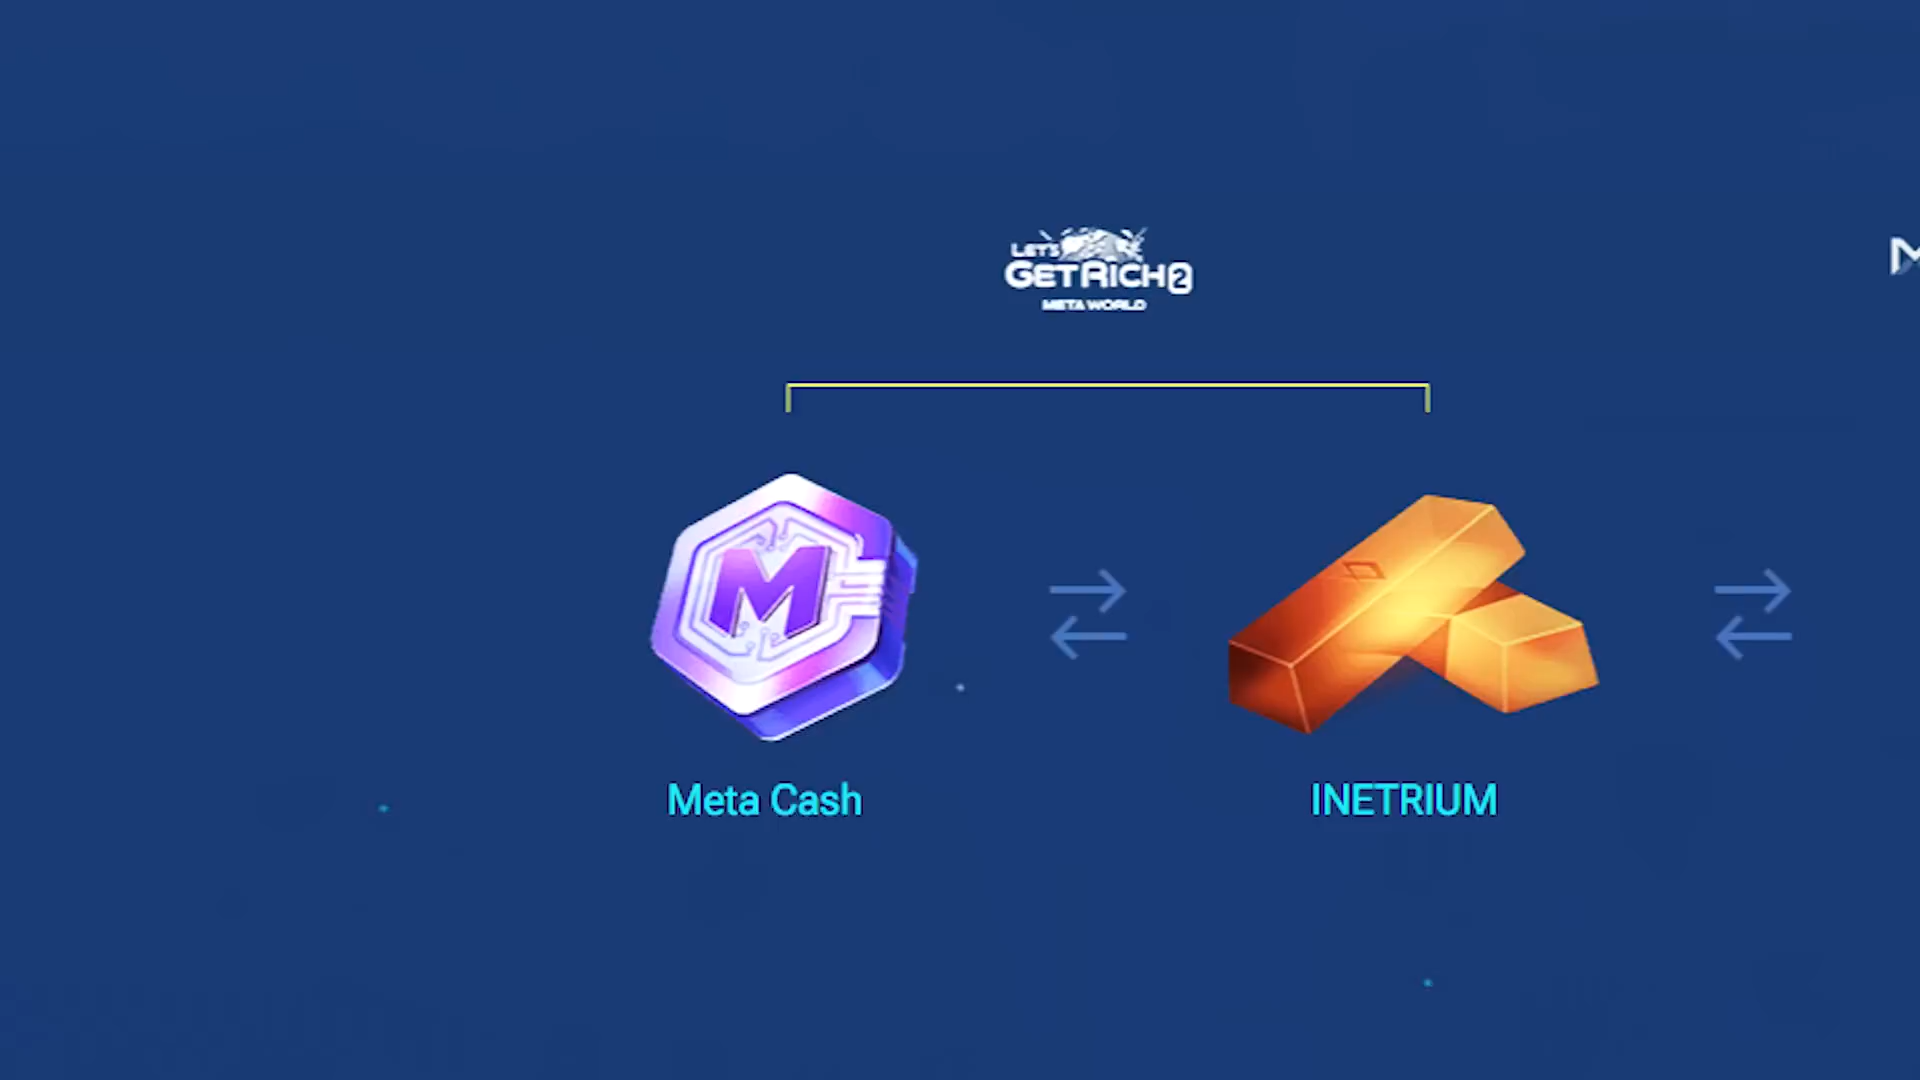 LET'S
GETRICH2
META WORLD
M
M
Meta Cash
INETRIUM